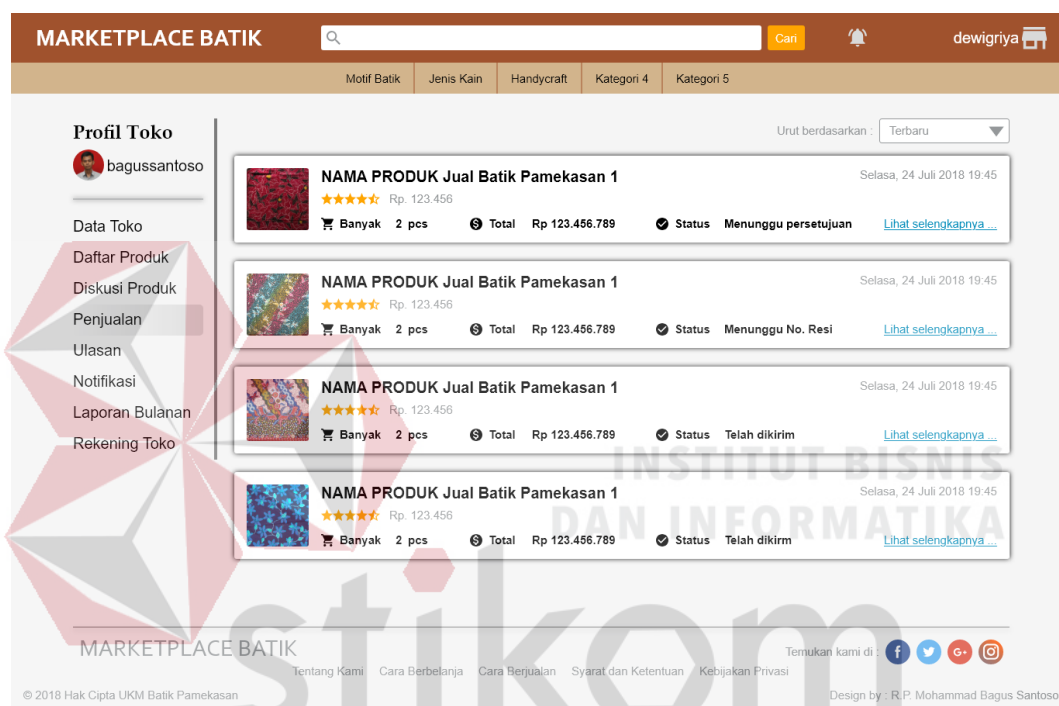 MARKETPLACE BATIK Cari dewigriya
Motif Batik Jenis Kain Handycraft Kategori 4 Kategori 5
Profil Toko
bagussantoso
Data Toko
Daftar Produk
Diskusi Produk
Penjualan
Ulasan
Notifikasi
Laporan Bulanan
Rekening Toko
Urut berdasarkan : Terbaru
NAMA PRODUK Jual Batik Pamekasan 1 Selasa, 24 Juli 2018 19:45
Rp. 123.456
Banyak 2 pcs Total Rp 123.456.789 Status Menunggu persetujuan Lihat selengkapnya ...
NAMA PRODUK Jual Batik Pamekasan 1 Selasa, 24 Juli 2018 19:45
Rp. 123.456
Banyak 2 pcs Total Rp 123.456.789 Status Menunggu No. Resi Lihat selengkapnya ...
NAMA PRODUK Jual Batik Pamekasan 1 Selasa, 24 Juli 2018 19:45
Rp. 123.456
Banyak 2 pcs Total Rp 123.456.789 Status Telah dikirim Lihat selengkapnya ...
NAMA PRODUK Jual Batik Pamekasan 1 Selasa, 24 Juli 2018 19:45
Rp. 123.456
Banyak 2 pcs Total Rp 123.456.789 Status Telah dikirm Lihat selengkapnya ...
INSTITUT BISNIS
DAN INFORMATIKA
stikom
MARKETPLACE BATIK
Tentang Kami Cara Berbelanja Cara Berjualan Syarat dan Ketentuan Kebijakan Privasi
Temukan kami di : f G+
© 2018 Hak Cipta UKM Batik Pamekasan Design by : R.P. Mohammad Bagus Santoso